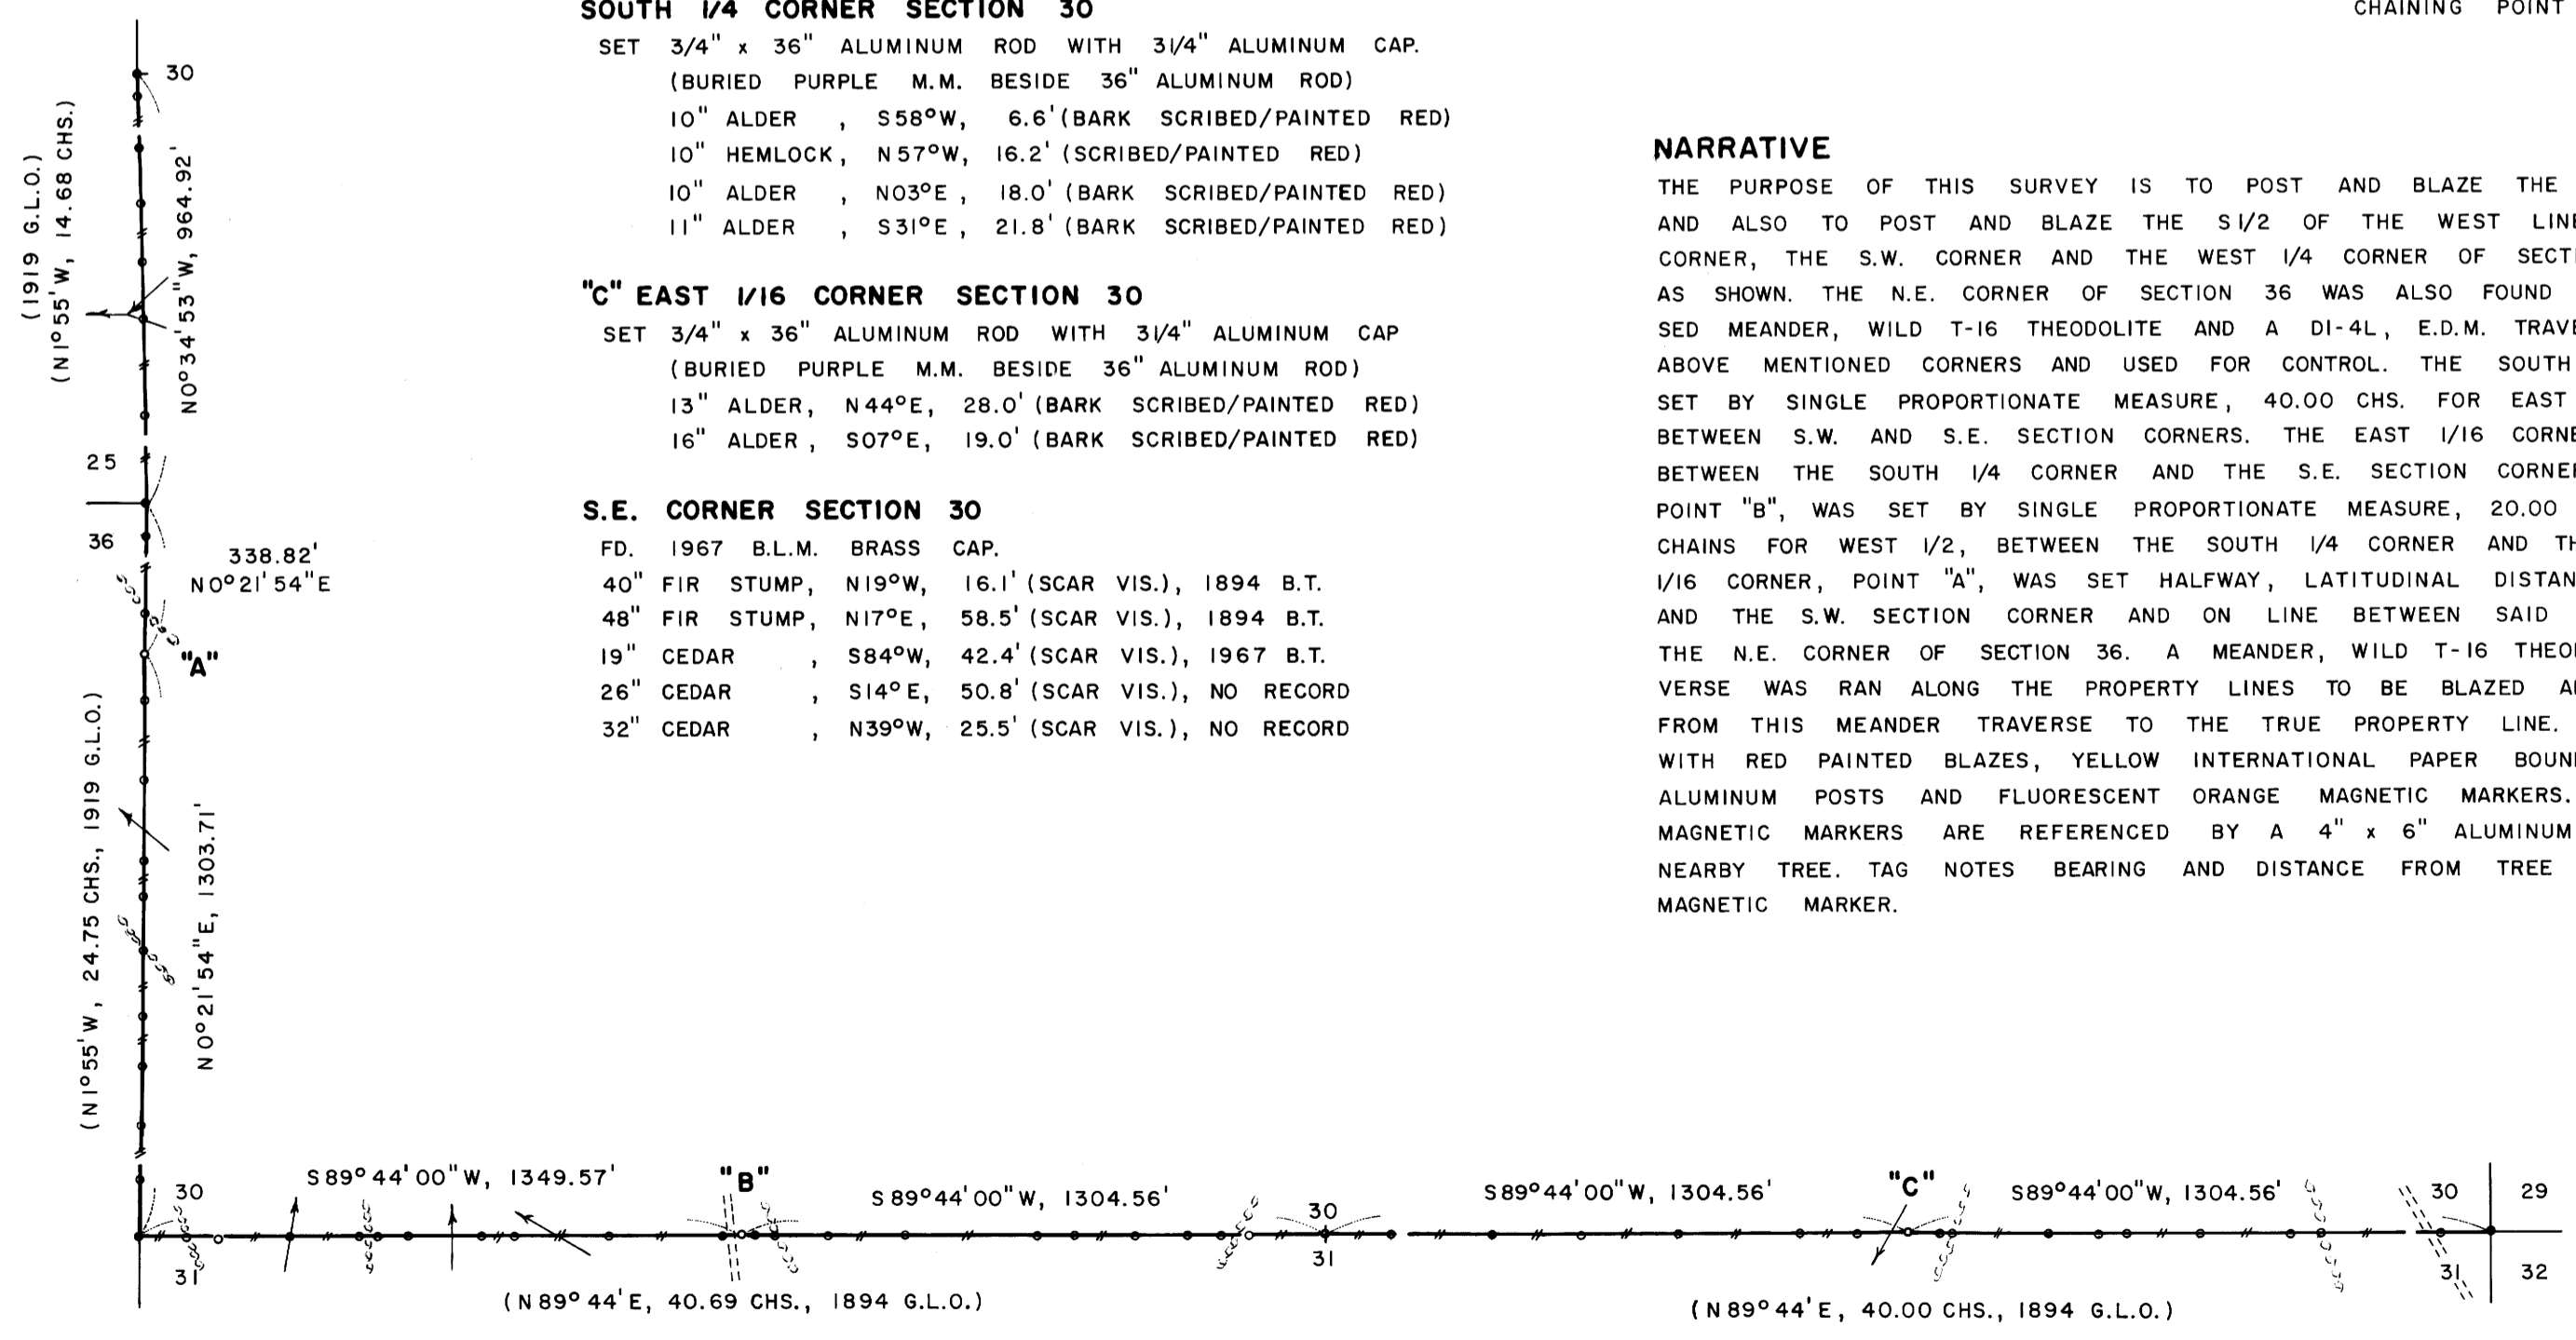 SOUTH 1/4 CORNER SECTION 30
SET 3/4" x 36" ALUMINUM ROD WITH 31/4" ALUMINUM CAP.
(BURIED PURPLE M.M. BESIDE 36" ALUMINUM ROD)
10" ALDER , S58°W, 6.6' (BARK SCRIBED/PAINTED RED)
10" HEMLOCK, N57°W, 16.2' (SCRIBED/PAINTED RED)
10" ALDER , N03°E, 18.0' (BARK SCRIBED/PAINTED RED)
11" ALDER , S31°E, 21.8' (BARK SCRIBED/PAINTED RED)
"C" EAST 1/16 CORNER SECTION 30
SET 3/4" x 36" ALUMINUM ROD WITH 31/4" ALUMINUM CAP
(BURIED PURPLE M.M. BESIDE 36" ALUMINUM ROD)
13" ALDER, N44°E, 28.0' (BARK SCRIBED/PAINTED RED)
16" ALDER, S07°E, 19.0' (BARK SCRIBED/PAINTED RED)
S.E. CORNER SECTION 30
FD. 1967 B.L.M. BRASS CAP.
40" FIR STUMP, N19°W, 16.1' (SCAR VIS.), 1894 B.T.
48" FIR STUMP, N17°E, 58.5' (SCAR VIS.), 1894 B.T.
19" CEDAR , S84°W, 42.4' (SCAR VIS.), 1967 B.T.
26" CEDAR , S14°E, 50.8' (SCAR VIS.), NO RECORD
32" CEDAR , N39°W, 25.5' (SCAR VIS.), NO RECORD
CHAINING POINT
NARRATIVE
THE PURPOSE OF THIS SURVEY IS TO POST AND BLAZE THE
AND ALSO TO POST AND BLAZE THE S1/2 OF THE WEST LINE
CORNER, THE S.W. CORNER AND THE WEST 1/4 CORNER OF SECTI
AS SHOWN. THE N.E. CORNER OF SECTION 36 WAS ALSO FOUND
SED MEANDER, WILD T-16 THEODOLITE AND A DI-4L, E.D.M. TRAVE
ABOVE MENTIONED CORNERS AND USED FOR CONTROL. THE SOUTH
SET BY SINGLE PROPORTIONATE MEASURE, 40.00 CHS. FOR EAST
BETWEEN S.W. AND S.E. SECTION CORNERS. THE EAST 1/16 CORNE
BETWEEN THE SOUTH 1/4 CORNER AND THE S.E. SECTION CORNER
POINT "B", WAS SET BY SINGLE PROPORTIONATE MEASURE, 20.00
CHAINS FOR WEST 1/2, BETWEEN THE SOUTH 1/4 CORNER AND TH
1/16 CORNER, POINT "A", WAS SET HALFWAY, LATITUDINAL DISTAN
AND THE S.W. SECTION CORNER AND ON LINE BETWEEN SAID
THE N.E. CORNER OF SECTION 36. A MEANDER, WILD T-16 THEO
VERSE WAS RAN ALONG THE PROPERTY LINES TO BE BLAZED A
FROM THIS MEANDER TRAVERSE TO THE TRUE PROPERTY LINE.
WITH RED PAINTED BLAZES, YELLOW INTERNATIONAL PAPER BOUN
ALUMINUM POSTS AND FLUORESCENT ORANGE MAGNETIC MARKERS.
MAGNETIC MARKERS ARE REFERENCED BY A 4" x 6" ALUMINUM
NEARBY TREE. TAG NOTES BEARING AND DISTANCE FROM TREE
MAGNETIC MARKER.
30
(1919 G.L.O.)
(N1°55'W, 14.68 CHS.)
N0°34'53"W, 964.92'
25
36
338.82'
N0°21'54"E
"A"
(N1°55'W, 24.75 CHS., 1919 G.L.O.)
N0°21'54"E, 1303.71'
30
31
S89°44'00"W, 1349.57'
"B"
S89°44'00"W, 1304.56'
30
31
S89°44'00"W, 1304.56'
"C"
S89°44'00"W, 1304.56'
30
29
31
32
(N89°44'E, 40.69 CHS., 1894 G.L.O.)
(N89°44'E, 40.00 CHS., 1894 G.L.O.)